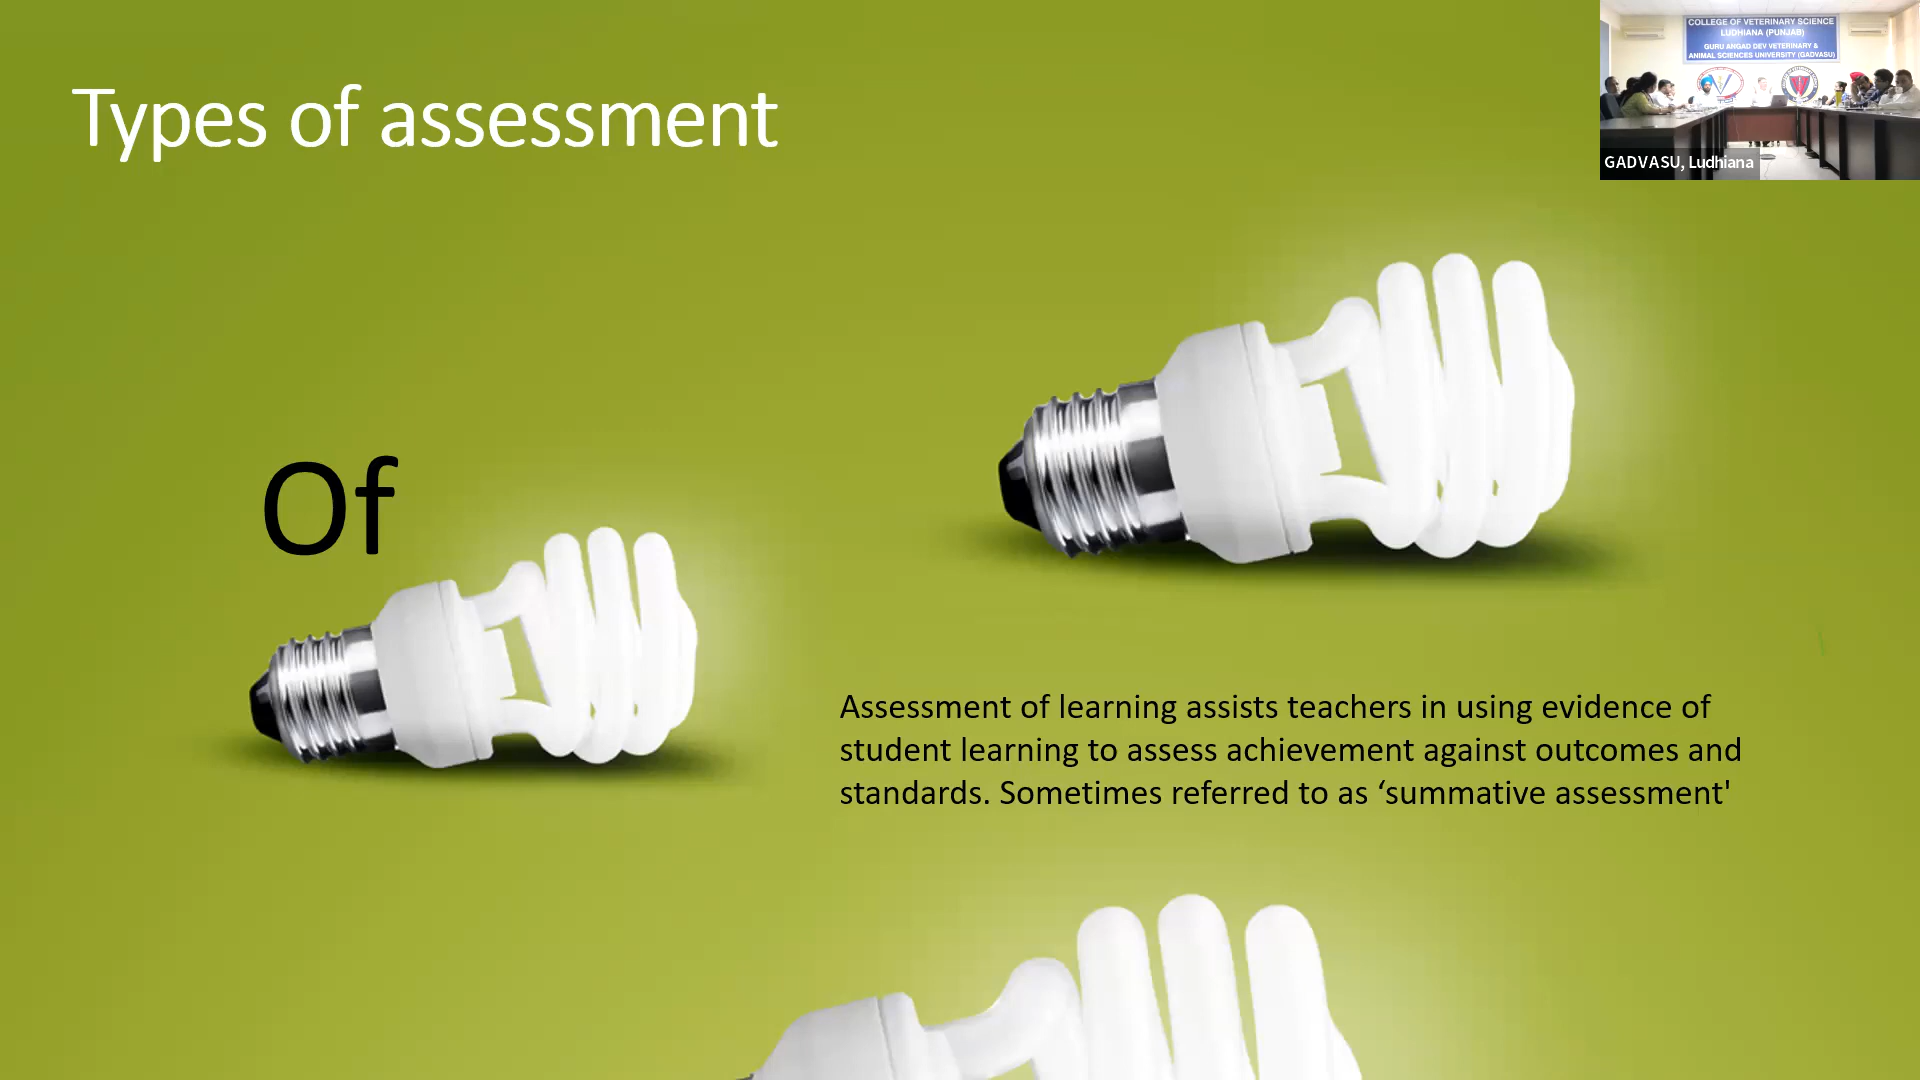 Types of assessment
COLLEGE OF VETERINARY SCIENCE
LUDHIANA (PUNJAB)
GURU ANGAD DEV VETERINARY &
ANIMAL SCIENCES UNIVERSITY (GADVASU)
GADVASU, Ludhiana
Of
Assessment of learning assists teachers in using evidence of
student learning to assess achievement against outcomes and
standards. Sometimes referred to as ‘summative assessment'